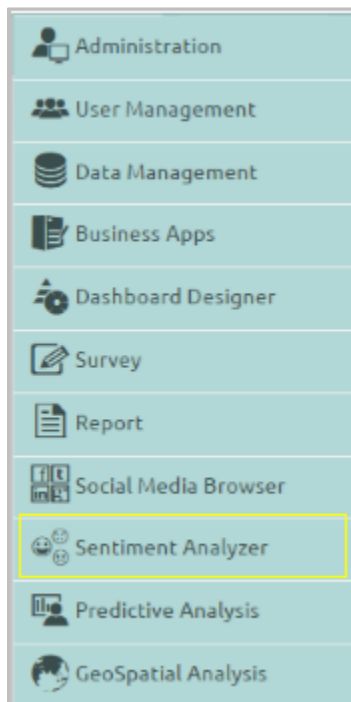 Administration
User Management
Data Management
Business Apps
Dashboard Designer
Survey
Report
Social Media Browser
Sentiment Analyzer
Predictive Analysis
GeoSpatial Analysis